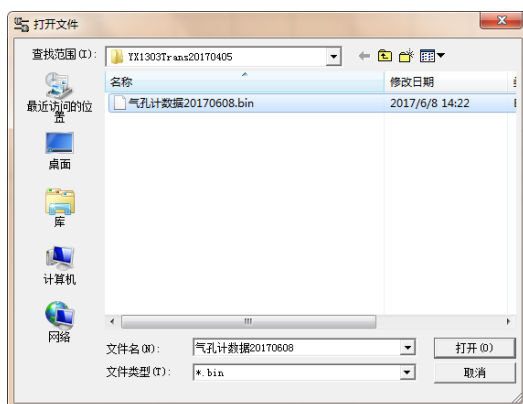 打开文件
查找范围(I): YX1303Trans20170405
名称 修改日期
气孔计数据20170608.bin 2017/6/8 14:22
最近访问的位置
桌面
库
计算机
网络
文件名(N): 气孔计数据20170608 打开(O)
文件类型(T): *.bin 取消